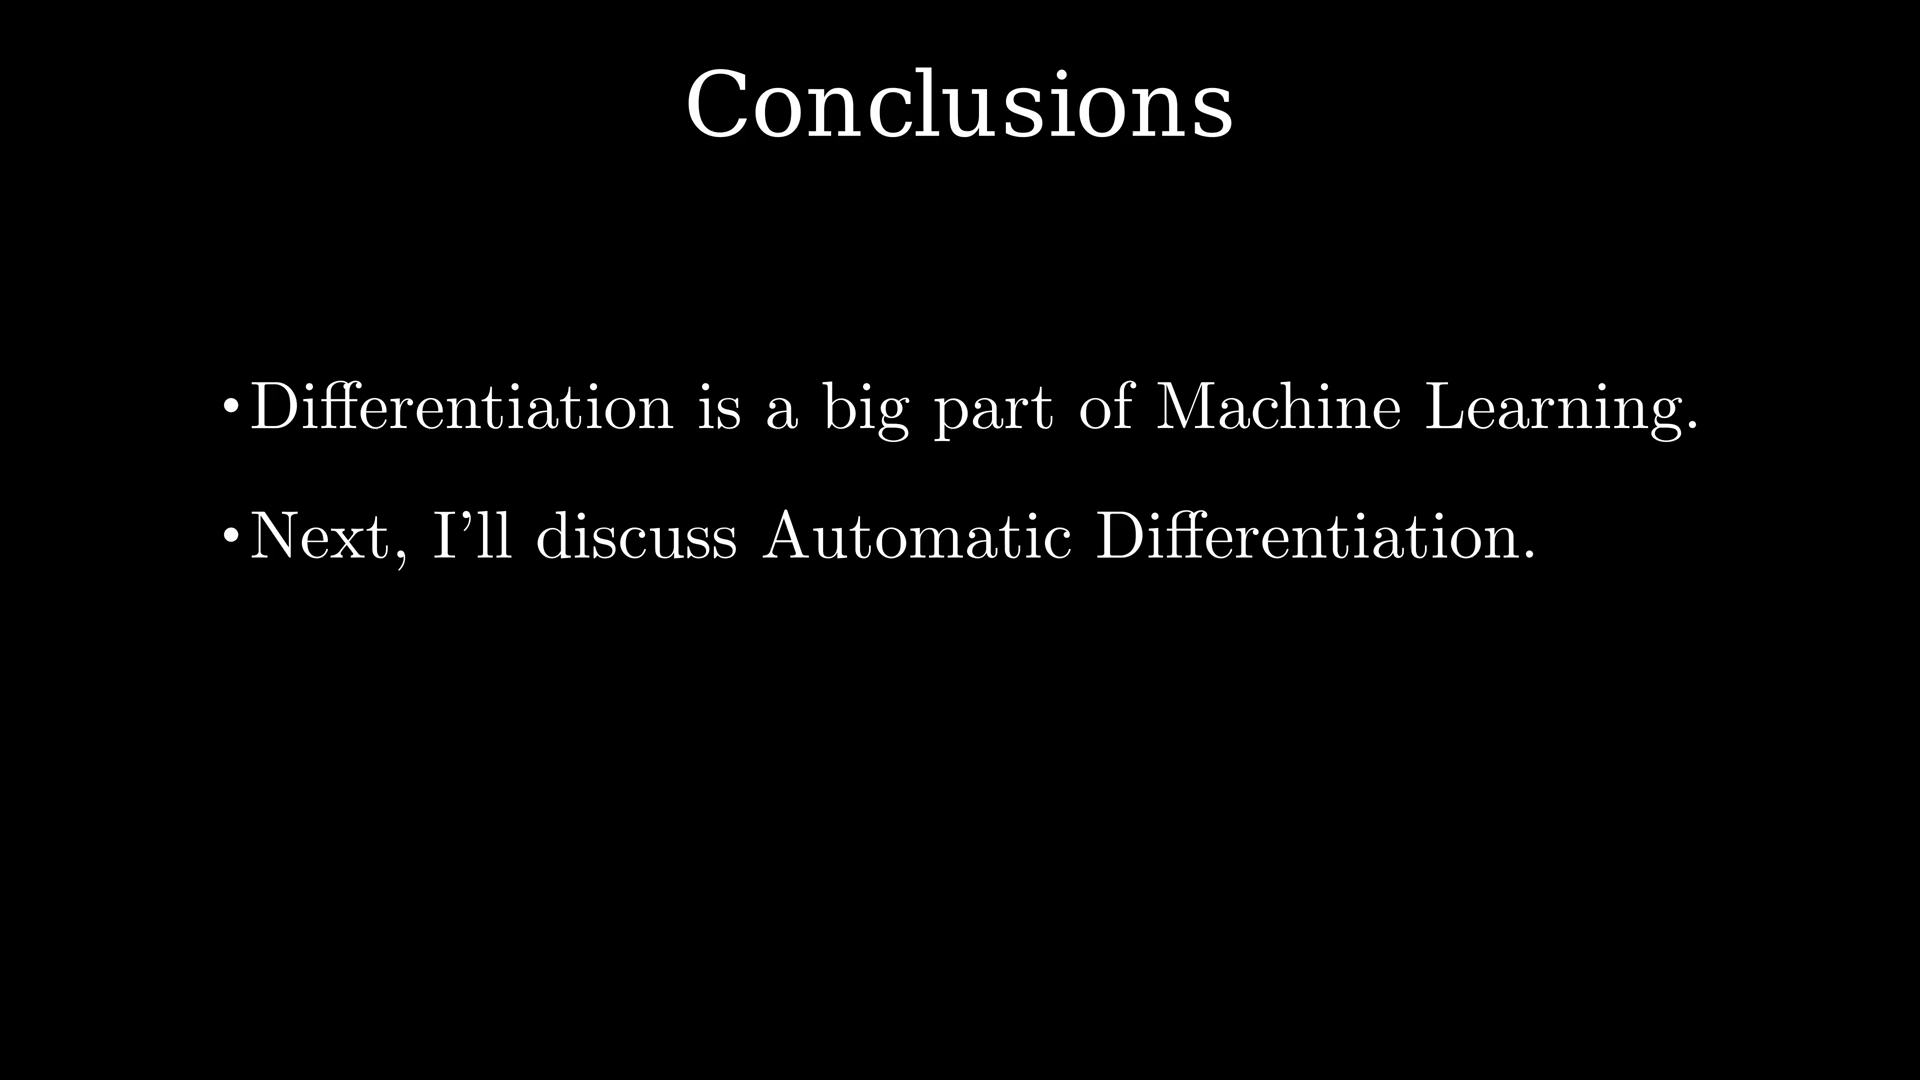 Conclusions
•Differentiation is a big part of Machine Learning.
•Next, I’ll discuss Automatic Differentiation.